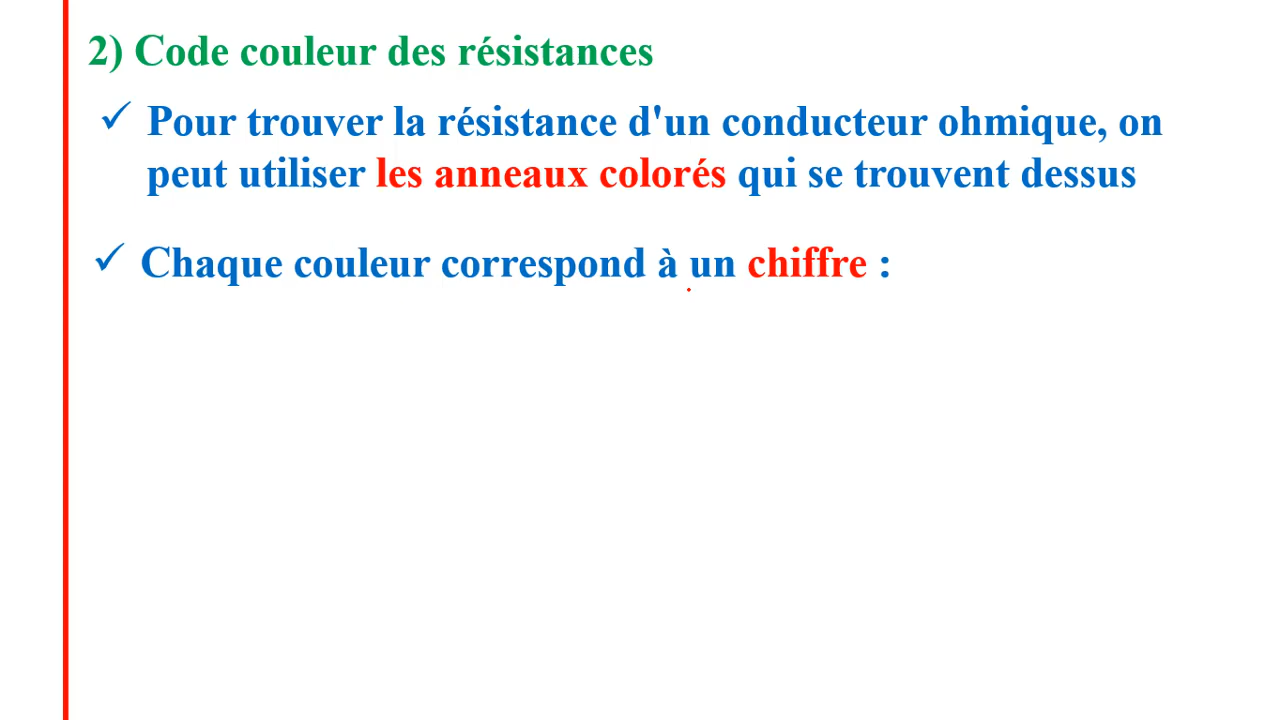 2) Code couleur des résistances
✓ Pour trouver la résistance d'un conducteur ohmique, on
peut utiliser les anneaux colorés qui se trouvent dessus
✓ Chaque couleur correspond à un chiffre :